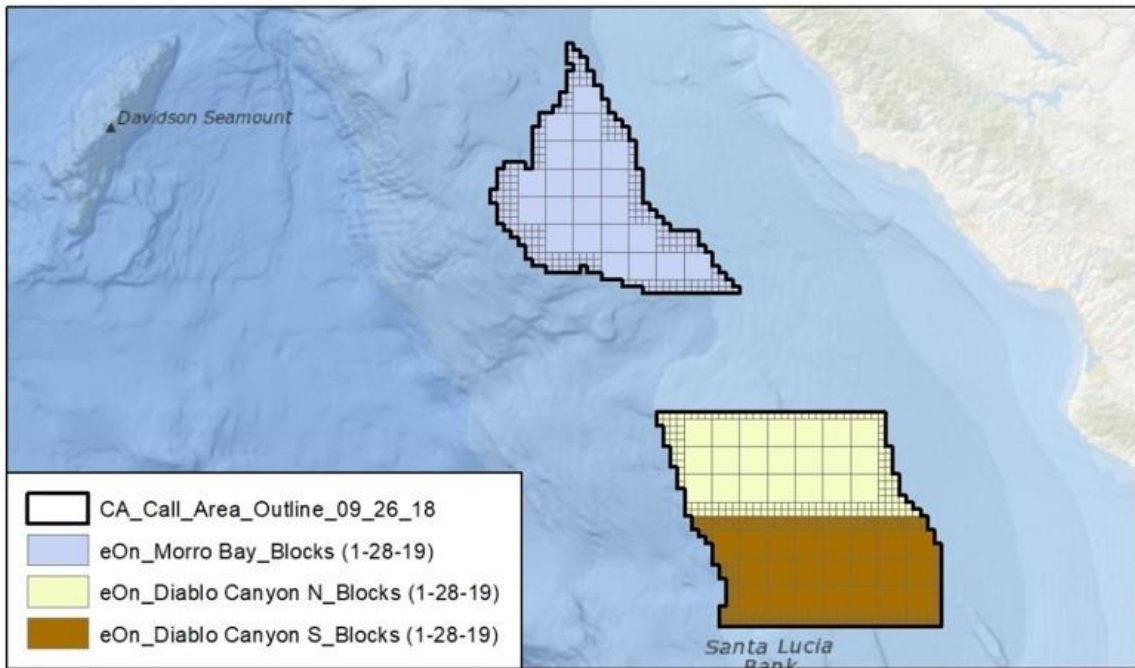 Davidson Seamount
CA_Call_Area_Outline_09_26_18
eOn_Morro Bay_Blocks (1-28-19)
eOn_Diablo Canyon N_Blocks (1-28-19)
eOn_Diablo Canyon S_Blocks (1-28-19)
Santa Lucia
Bank